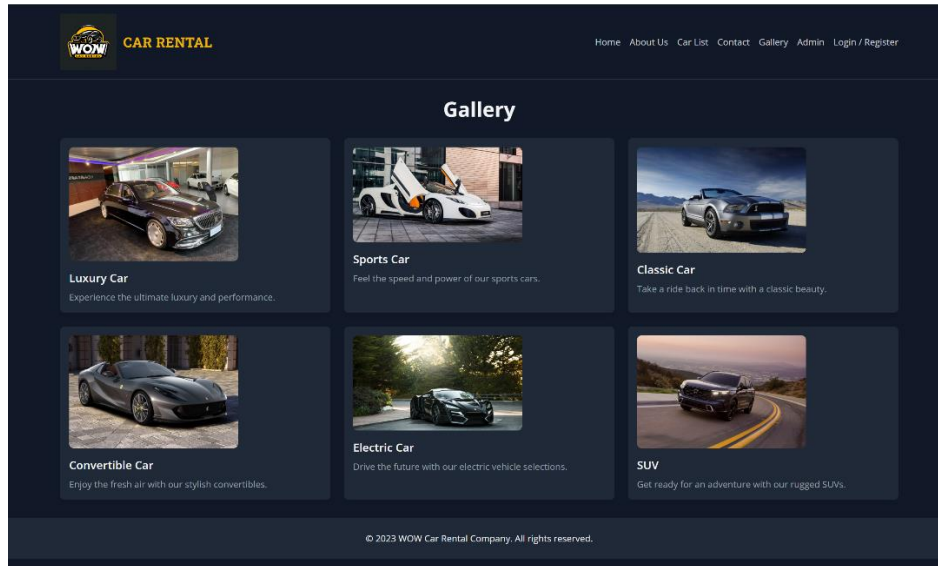 WOW
CAR RENTAL
CAR RENTAL
Home About Us Car List Contact Gallery Admin Login / Register
Gallery
Luxury Car
Experience the ultimate luxury and performance.
Sports Car
Feel the speed and power of our sports cars.
Classic Car
Take a ride back in time with a classic beauty.
Convertible Car
Enjoy the fresh air with our stylish convertibles.
Electric Car
Drive the future with our electric vehicle selections.
SUV
Get ready for an adventure with our rugged SUVs.
© 2023 WOW Car Rental Company. All rights reserved.